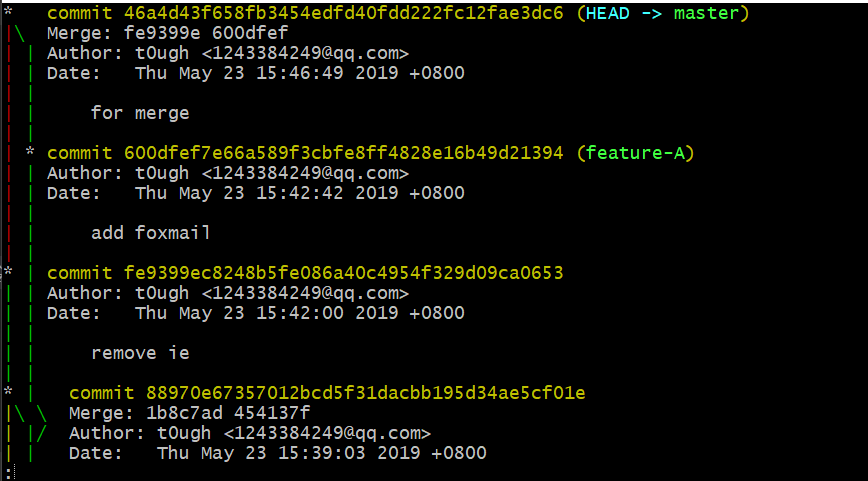 *   commit 46a4d43f658fb3454edfd40fdd222fc12fae3dc6 (HEAD -> master)
|\  Merge: fe9399e 600dfef
| | Author: t0ugh <1243384249@qq.com>
| | Date:   Thu May 23 15:46:49 2019 +0800
| |
| |     for merge
| |
| * commit 600dfef7e66a589f3cbfe8ff4828e16b49d21394 (feature-A)
| | Author: t0ugh <1243384249@qq.com>
| | Date:   Thu May 23 15:42:42 2019 +0800
| |
| |     add foxmail
| |
* | commit fe9399ec8248b5fe086a40c4954f329d09ca0653
| | Author: t0ugh <1243384249@qq.com>
| | Date:   Thu May 23 15:42:00 2019 +0800
| |
| |     remove ie
| |
* |   commit 88970e67357012bcd5f31dacbb195d34ae5cf01e
|\ \  Merge: 1b8c7ad 454137f
| |/  Author: t0ugh <1243384249@qq.com>
| |   Date:   Thu May 23 15:39:03 2019 +0800
: